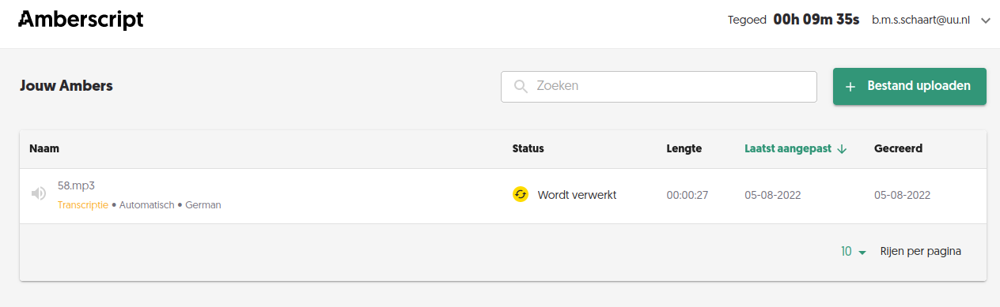 Amberscript
Tegoed 00h 09m 35s b.m.s.schaart@uu.nl
Jouw Ambers
Zoeken
+ Bestand uploaden
Naam Status Lengte Laatst aangepast ↓ Gecreerd
58.mp3
Wordt verwerkt 00:00:27 05-08-2022 05-08-2022
Transcriptie • Automatisch • German
10 Rijen per pagina